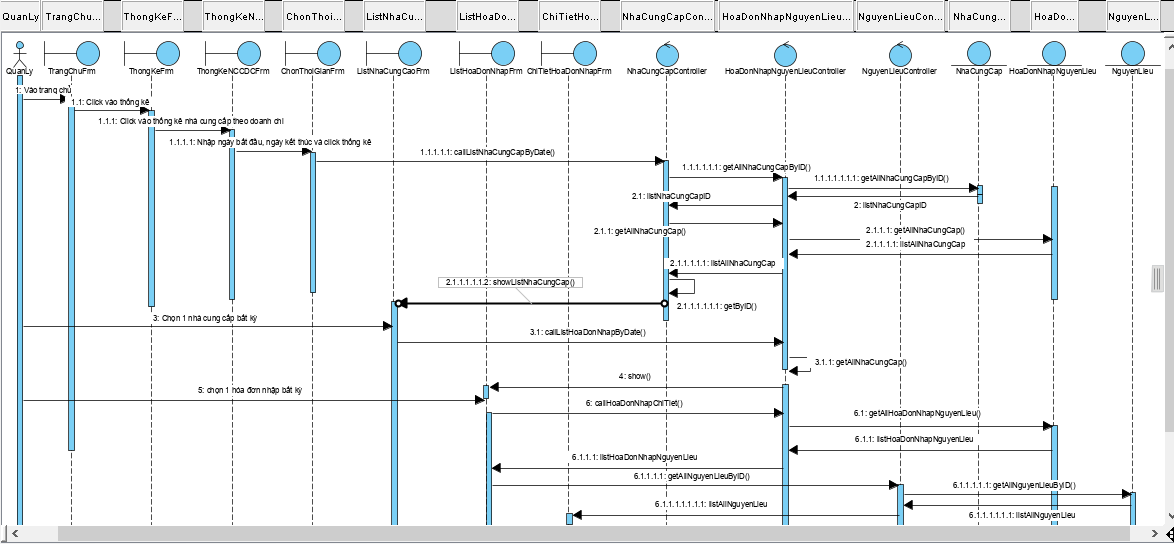 QuanLy
TrangChu...
ThongKeF...
ThongKeN...
ChonThoi...
ListNhaCu...
ListHoaDo...
ChiTietHo...
NhaCungCapCon...
HoaDonNhapNguyenLieu...
NguyenLieuCon...
NhaCung...
HoaDo...
NguyenL...
QuanLy
TrangChuFrm
ThongKeFrm
ThongKeNCCDCFrm
ChonThoiGianFrm
ListNhaCungCaoFrm
ListHoaDonNhapFrm
ChiTietHoaDonNhapFrm
NhaCungCapController
HoaDonNhapNguyenLieuController
NguyenLieuController
NhaCungCap
HoaDonNhapNguyenLieu
NguyenLieu
1: Vào trang chủ
1.1: Click vào thống kê
1.1.1: Click vào thống kê nhà cung cấp theo doanh chi
1.1.1.1: Nhập ngày bắt đầu, ngày kết thúc và click thống kê
1.1.1.1.1: callListNhaCungCapByDate()
1.1.1.1.1.1: getAllNhaCungCapByID()
1.1.1.1.1.1.1: getAllNhaCungCapByID()
2.1: listNhaCungCapID
2: listNhaCungCapID
2.1.1: getAllNhaCungCap()
2.1.1.1: getAllNhaCungCap()
2.1.1.1.1: listAllNhaCungCap
2.1.1.1.1.1: listAllNhaCungCap
2.1.1.1.1.1.2: showListNhaCungCap()
2.1.1.1.1.1.1: getByID()
3: Chọn 1 nhà cung cấp bất kỳ
3.1: callListHoaDonNhapByDate()
3.1.1: getAllNhaCungCap()
4: show()
5: chọn 1 hóa đơn nhập bất kỳ
6: callHoaDonNhapChiTiet()
6.1: getAllHoaDonNhapNguyenLieu()
6.1.1: listHoaDonNhapNguyenLieu
6.1.1.1: listHoaDonNhapNguyenLieu
6.1.1.1.1: getAllNguyenLieuByID()
6.1.1.1.1.1: getAllNguyenLieuByID()
6.1.1.1.1.1.1.1: listAllNguyenLieu
6.1.1.1.1.1.1: listAllNguyenLieu